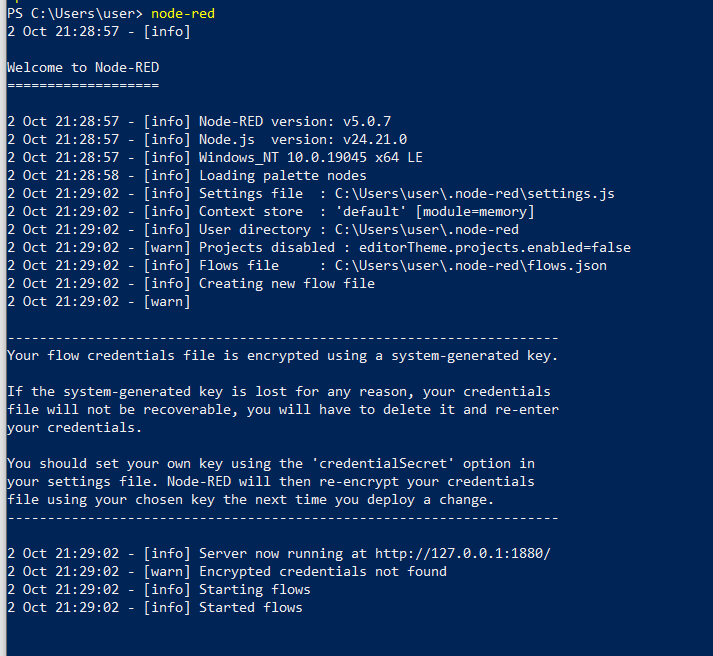 PS C:\Users\user> node-red
2 Oct 21:28:57 - [info]
Welcome to Node-RED
===================
2 Oct 21:28:57 - [info] Node-RED version: v5.0.7
2 Oct 21:28:57 - [info] Node.js  version: v24.21.0
2 Oct 21:28:57 - [info] Windows_NT 10.0.19045 x64 LE
2 Oct 21:28:58 - [info] Loading palette nodes
2 Oct 21:29:02 - [info] Settings file  : C:\Users\user\.node-red\settings.js
2 Oct 21:29:02 - [info] Context store  : 'default' [module=memory]
2 Oct 21:29:02 - [info] User directory : C:\Users\user\.node-red
2 Oct 21:29:02 - [warn] Projects disabled : editorTheme.projects.enabled=false
2 Oct 21:29:02 - [info] Flows file     : C:\Users\user\.node-red\flows.json
2 Oct 21:29:02 - [info] Creating new flow file
2 Oct 21:29:02 - [warn]
---------------------------------------------------------------------
Your flow credentials file is encrypted using a system-generated key.
If the system-generated key is lost for any reason, your credentials
file will not be recoverable, you will have to delete it and re-enter
your credentials.
You should set your own key using the 'credentialSecret' option in
your settings file. Node-RED will then re-encrypt your credentials
file using your chosen key the next time you deploy a change.
---------------------------------------------------------------------
2 Oct 21:29:02 - [info] Server now running at http://127.0.0.1:1880/
2 Oct 21:29:02 - [warn] Encrypted credentials not found
2 Oct 21:29:02 - [info] Starting flows
2 Oct 21:29:02 - [info] Started flows